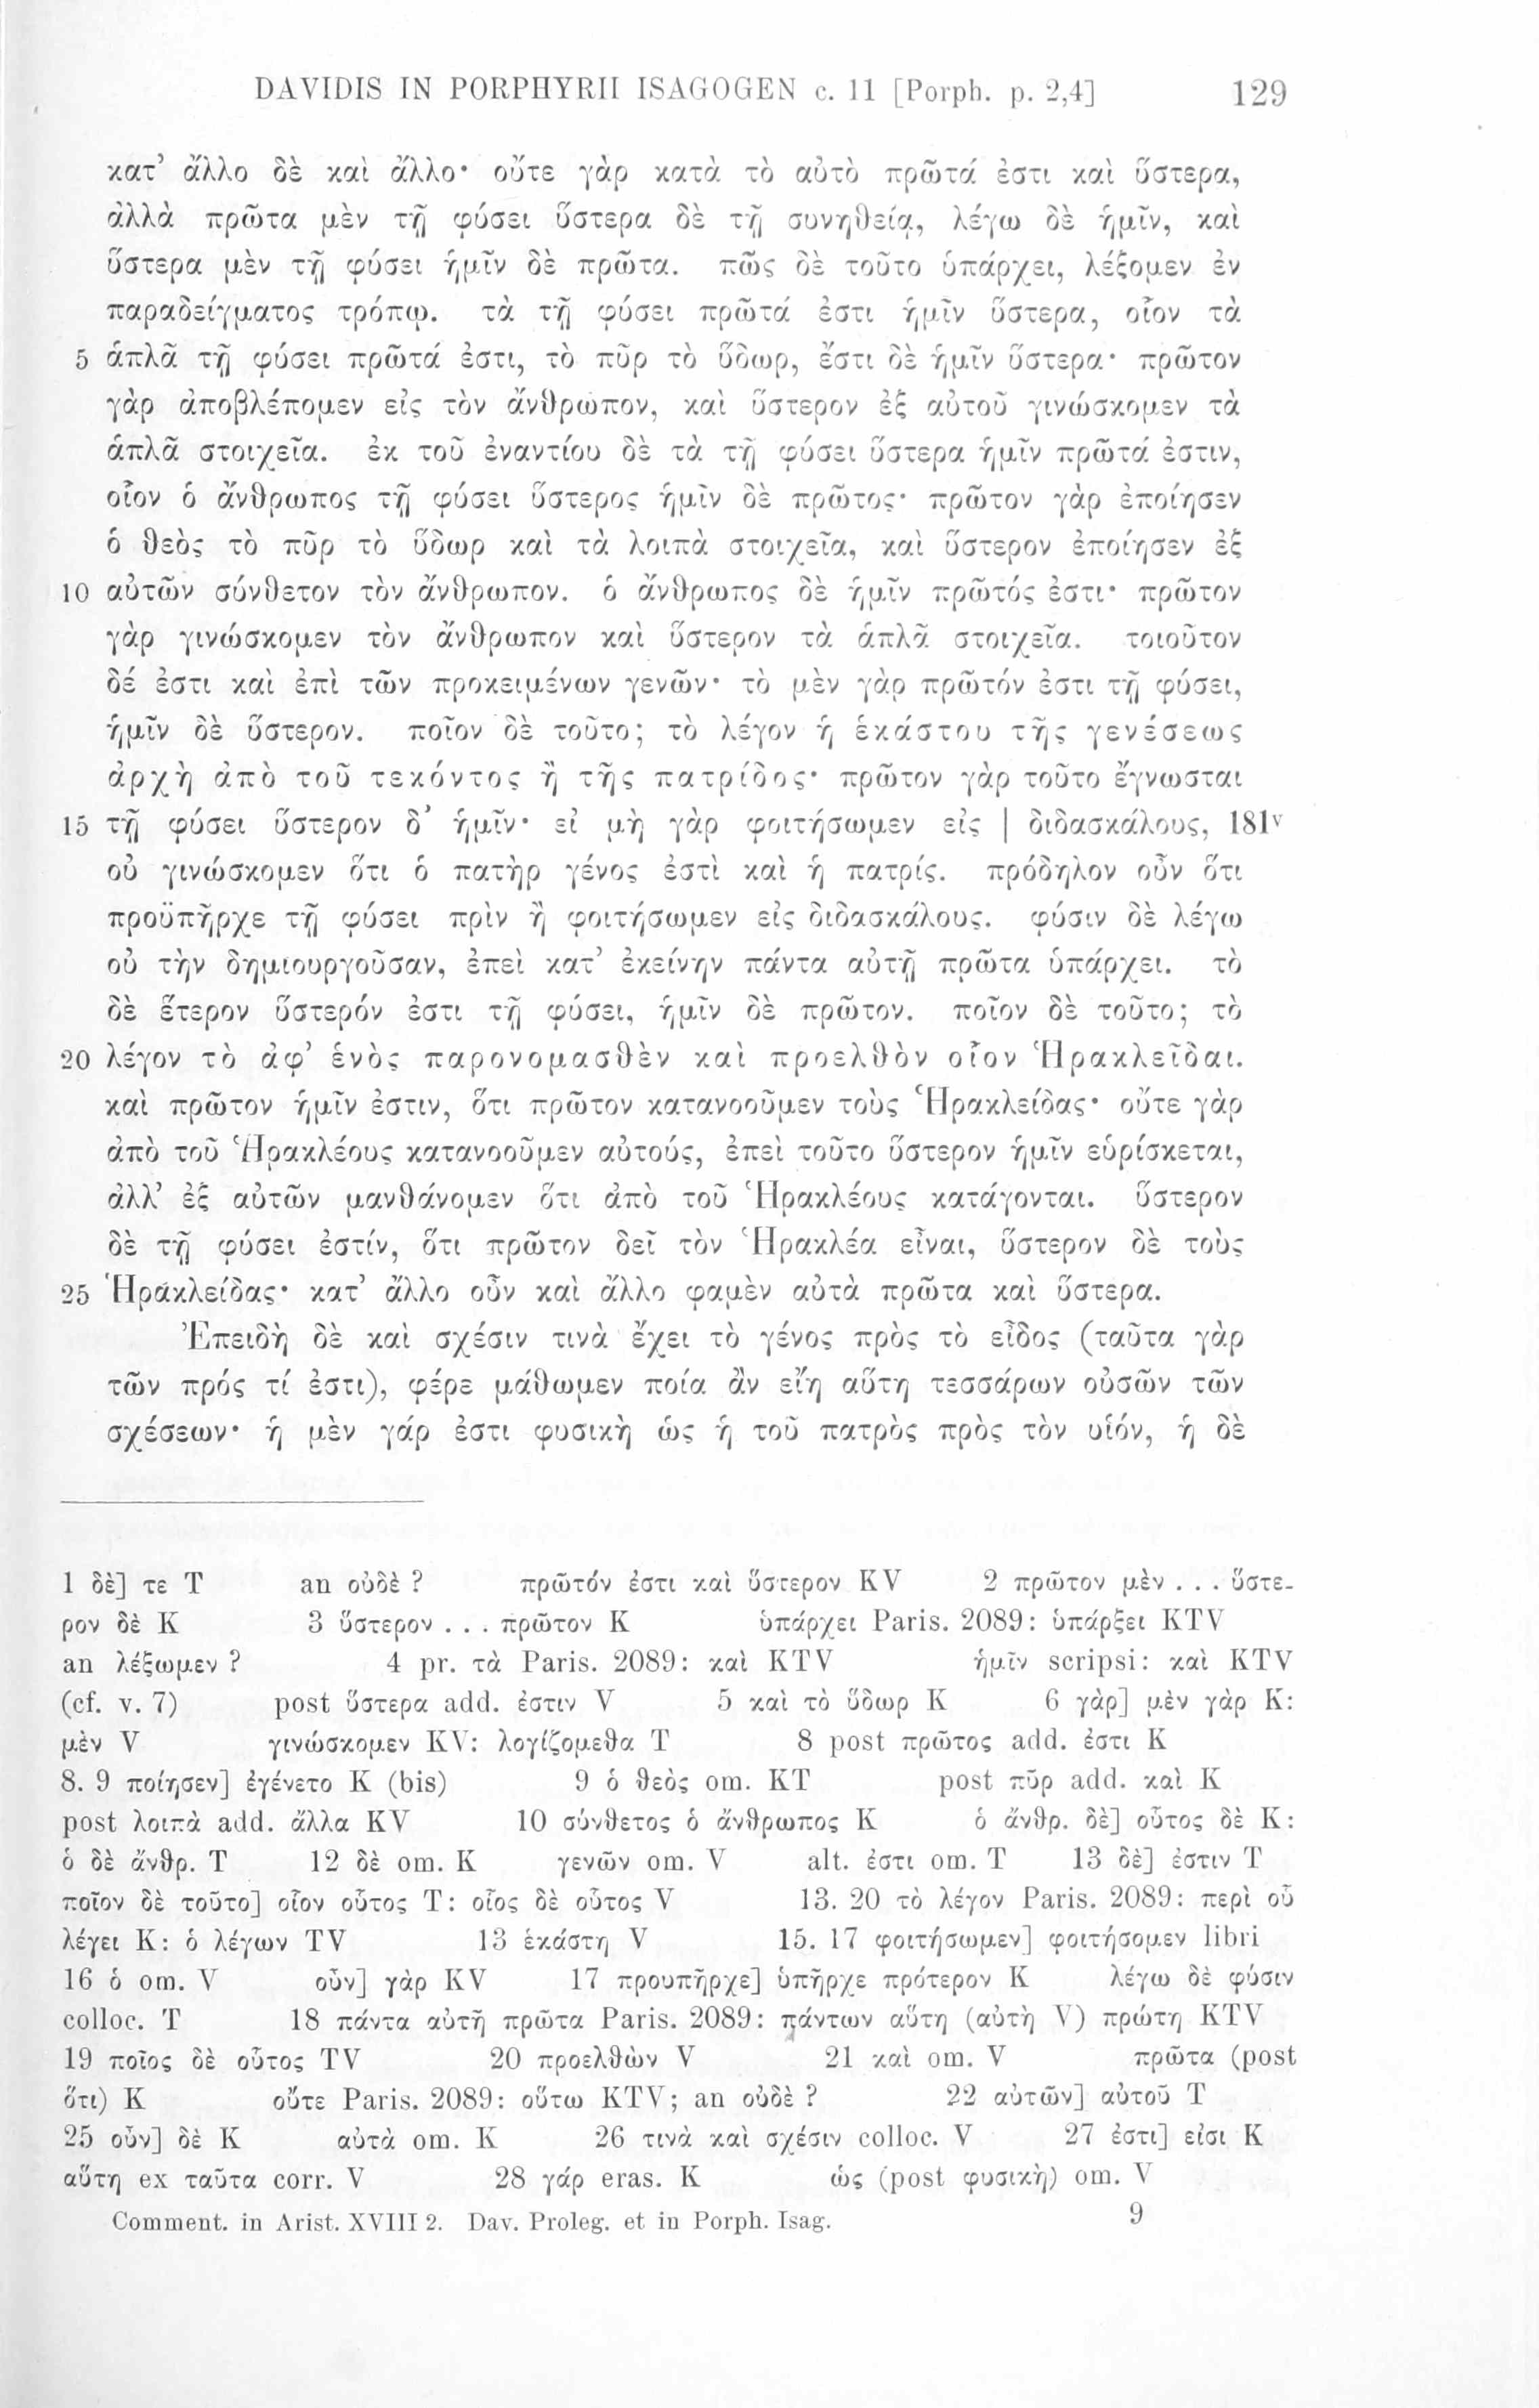 DAVIDIS IN PORPHYRII ISAGOGEN c. 11 [Porph. p. 2,4] 129
κατ’ ἄλλο δὲ καὶ ἄλλο· οὔτε γὰρ κατὰ τὸ αὐτὸ πρῶτά ἐστι καὶ ὕστερα,
ἀλλὰ πρῶτα μὲν τῇ φύσει ὕστερα δὲ τῇ συνηθείᾳ, λέγω δὲ ἡμῖν, καὶ
ὕστερα μὲν τῇ φύσει ἡμῖν δὲ πρῶτα. πῶς δὲ τοῦτο ὑπάρχει, λέξομεν ἐν
παραδείγματος τρόπῳ. τὰ τῇ φύσει πρῶτά ἐστι ἡμῖν ὕστερα, οἷον τὰ
5 ἁπλᾶ τῇ φύσει πρῶτά ἐστι, τὸ πῦρ τὸ ὕδωρ, ἔστι δὲ ἡμῖν ὕστερα· πρῶτον
γὰρ ἀποβλέπομεν εἰς τὸν ἄνθρωπον, καὶ ὕστερον ἐξ αὐτοῦ γινώσκομεν τὰ
ἁπλᾶ στοιχεῖα. ἐκ τοῦ ἐναντίου δὲ τὰ τῇ φύσει ὕστερα ἡμῖν πρῶτά ἐστιν,
οἷον ὁ ἄνθρωπος τῇ φύσει ὕστερος ἡμῖν δὲ πρῶτος· πρῶτον γὰρ ἐποίησεν
ὁ θεὸς τὸ πῦρ τὸ ὕδωρ καὶ τὰ λοιπὰ στοιχεῖα, καὶ ὕστερον ἐποίησεν ἐξ
10 αὐτῶν σύνθετον τὸν ἄνθρωπον. ὁ ἄνθρωπος δὲ ἡμῖν πρῶτός ἐστι· πρῶτον
γὰρ γινώσκομεν τὸν ἄνθρωπον καὶ ὕστερον τὰ ἁπλᾶ στοιχεῖα. τοιοῦτον
δέ ἐστι καὶ ἐπὶ τῶν προκειμένων γενῶν· τὸ μὲν γὰρ πρῶτόν ἐστι τῇ φύσει,
ἡμῖν δὲ ὕστερον. ποῖον δὲ τοῦτο; τὸ λέγον ἡ ἑκάστου τῆς γενέσεως
ἀρχὴ ἀπὸ τοῦ τεκόντος ἢ τῆς πατρίδος· πρῶτον γὰρ τοῦτο ἔγνωσται
15 τῇ φύσει ὕστερον δ’ ἡμῖν· εἰ μὴ γὰρ φοιτήσωμεν εἰς | διδασκάλους, 181v
οὐ γινώσκομεν ὅτι ὁ πατὴρ γένος ἐστὶ καὶ ἡ πατρίς. πρόδηλον οὖν ὅτι
προϋπῆρχε τῇ φύσει πρὶν ἢ φοιτήσωμεν εἰς διδασκάλους. φύσιν δὲ λέγω
οὐ τὴν δημιουργοῦσαν, ἐπεὶ κατ’ ἐκείνην πάντα αὐτῇ πρῶτα ὑπάρχει. τὸ
δὲ ἕτερον ὕστερόν ἐστι τῇ φύσει, ἡμῖν δὲ πρῶτον. ποῖον δὲ τοῦτο; τὸ
20 λέγον τὸ ἀφ’ ἑνὸς παρονομασθὲν καὶ προελθὸν οἷον Ἡρακλεῖδαι.
καὶ πρῶτον ἡμῖν ἐστιν, ὅτι πρῶτον κατανοοῦμεν τοὺς Ἡρακλείδας· οὔτε γὰρ
ἀπὸ τοῦ Ἡρακλέους κατανοοῦμεν αὐτούς, ἐπεὶ τοῦτο ὕστερον ἡμῖν εὑρίσκεται,
ἀλλ’ ἐξ αὐτῶν μανθάνομεν ὅτι ἀπὸ τοῦ Ἡρακλέους κατάγονται. ὕστερον
δὲ τῇ φύσει ἐστίν, ὅτι πρῶτον δεῖ τὸν Ἡρακλέα εἶναι, ὕστερον δὲ τοὺς
25 Ἡρακλείδας· κατ’ ἄλλο οὖν καὶ ἄλλο φαμὲν αὐτὰ πρῶτα καὶ ὕστερα.
Ἐπειδὴ δὲ καὶ σχέσιν τινὰ ἔχει τὸ γένος πρὸς τὸ εἶδος (ταῦτα γὰρ
τῶν πρός τί ἐστι), φέρε μάθωμεν ποία ἂν εἴη αὕτη τεσσάρων οὐσῶν τῶν
σχέσεων· ἡ μὲν γάρ ἐστι φυσικὴ ὡς ἡ τοῦ πατρὸς πρὸς τὸν υἱόν, ἡ δὲ
1 δὲ] τε T an οὐδὲ ? πρῶτόν ἐστι καὶ ὕστερον KV 2 πρῶτον μὲν . . . ὕστε-
ρον δὲ K 3 ὕστερον . . . πρῶτον K ὑπάρχει Paris. 2089: ὑπάρξει KTV
an λέξωμεν ? 4 pr. τὰ Paris. 2089: καὶ KTV ἡμῖν scripsi: καὶ KTV
(cf. v. 7) post ὕστερα add. ἐστιν V 5 καὶ τὸ ὕδωρ K 6 γὰρ] μὲν γὰρ K:
μὲν V γινώσκομεν KV: λογίζομεθα T 8 post πρῶτος add. ἐστι K
8. 9 ποίησεν] ἐγένετο K (bis) 9 ὁ θεὸς om. KT post πῦρ add. καὶ K
post λοιπὰ add. ἄλλα KV 10 σύνθετος ὁ ἄνθρωπος K ὁ ἄνθρ. δὲ] οὗτος δὲ K:
ὁ δὲ ἄνθρ. T 12 δὲ om. K γενῶν om. V alt. ἐστι om. T 13 δὲ] ἐστιν T
ποῖον δὲ τοῦτο] οἷον οὗτος T: οἷος δὲ οὗτος V 13. 20 τὸ λέγον Paris. 2089: περὶ οὗ
λέγει K: ὁ λέγων TV 13 ἑκάστη V 15. 17 φοιτήσωμεν] φοιτήσομεν libri
16 ὁ om. V οὖν] γὰρ KV 17 προυπῆρχε] ὑπῆρχε πρότερον K λέγω δὲ φύσιν
colloc. T 18 πάντα αὐτῇ πρῶτα Paris. 2089: πάντων αὕτη (αὐτὴ V) πρώτη KTV
19 ποῖος δὲ οὗτος TV 20 προελθὼν V 21 καὶ om. V πρῶτα (post
ὅτι) K οὔτε Paris. 2089: οὕτω KTV; an οὐδὲ ? 22 αὐτῶν] αὐτοῦ T
25 οὖν] δὲ K αὐτὰ om. K 26 τινὰ καὶ σχέσιν colloc. V 27 ἐστι] εἰσι K
αὕτη ex ταῦτα corr. V 28 γάρ eras. K ὡς (post φυσικὴ) om. V
Comment. in Arist. XVIII 2. Dav. Proleg. et in Porph. Isag. 9